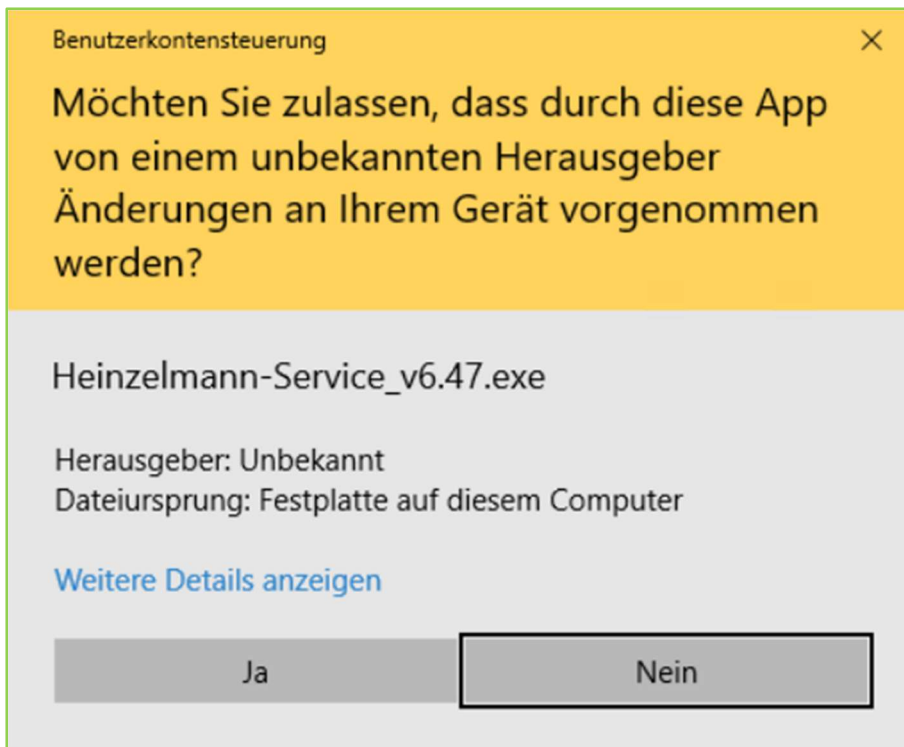 Benutzerkontensteuerung
Möchten Sie zulassen, dass durch diese App
von einem unbekannten Herausgeber
Änderungen an Ihrem Gerät vorgenommen
werden?
Heinzelmann-Service_v6.47.exe
Herausgeber: Unbekannt
Dateiursprung: Festplatte auf diesem Computer
Weitere Details anzeigen
Ja
Nein